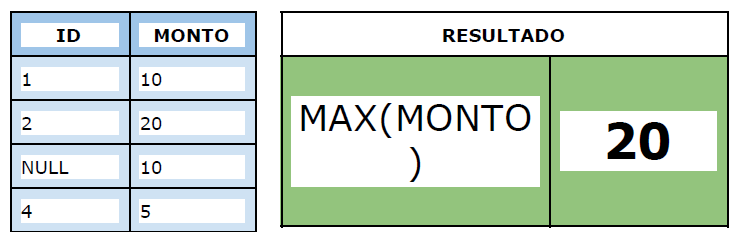 ID MONTO
1 10
2 20
NULL 10
4 5
RESULTADO
MAX(MONTO
)
20